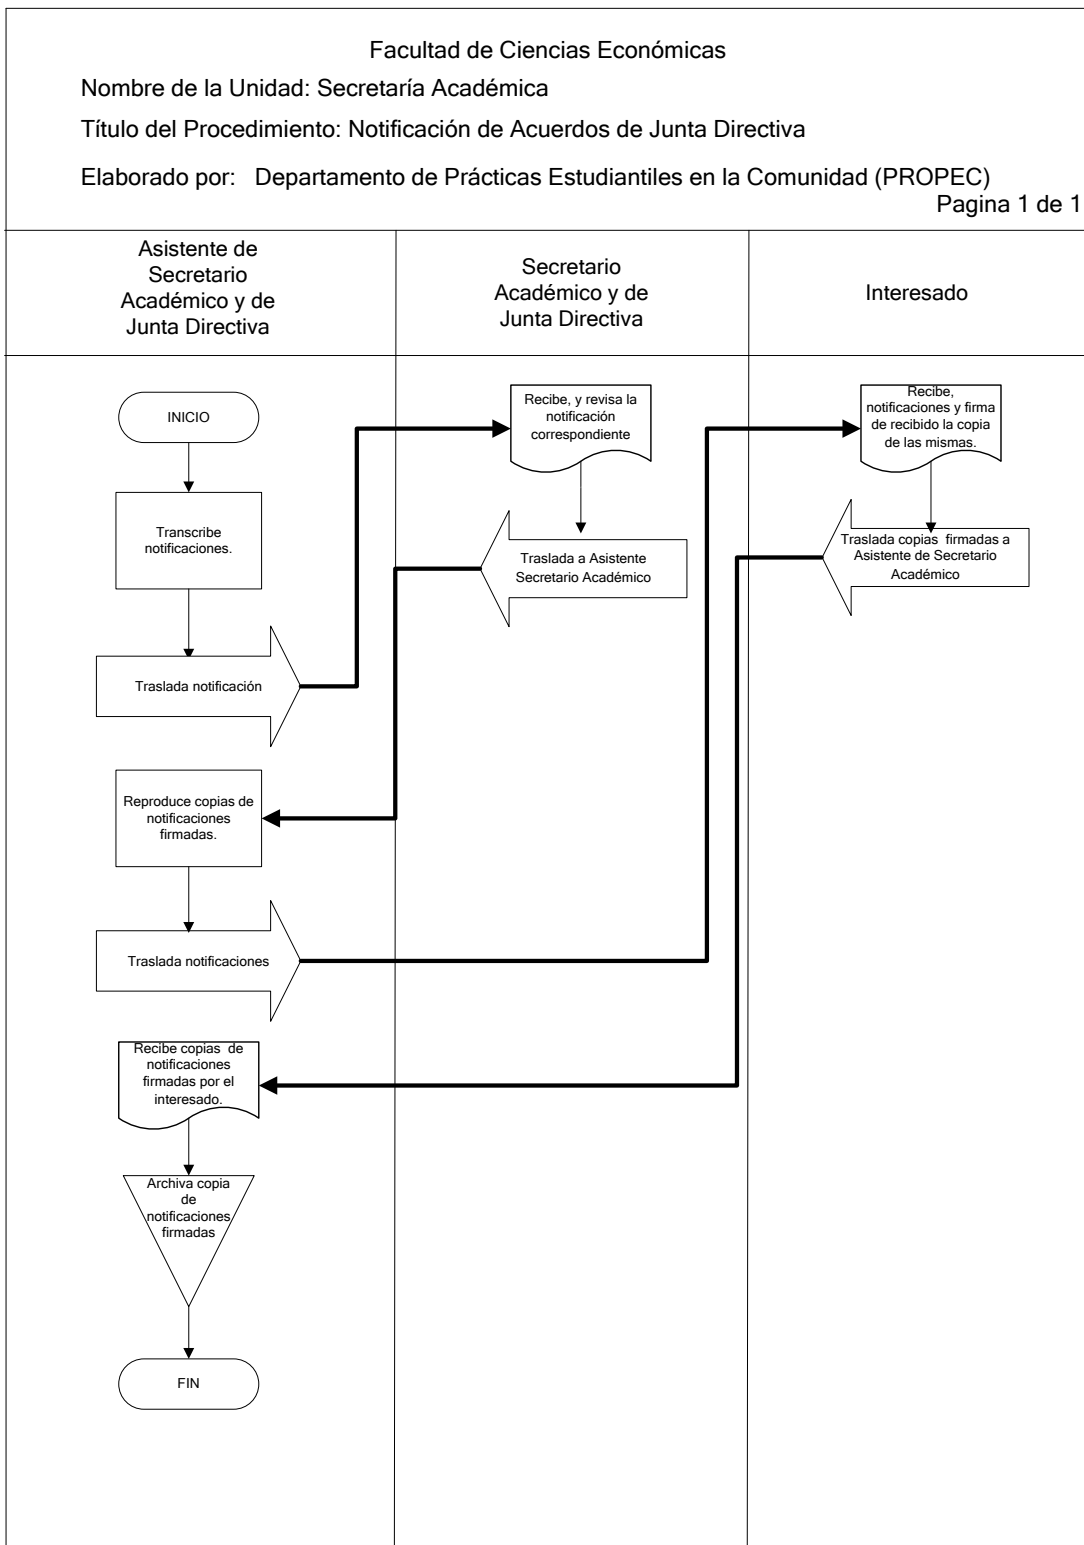 Facultad de Ciencias Económicas
Nombre de la Unidad: Secretaría Académica
Título del Procedimiento: Notificación de Acuerdos de Junta Directiva
Elaborado por:   Departamento de Prácticas Estudiantiles en la Comunidad (PROPEC)
Pagina 1 de 1
Asistente de
Secretario
Académico y de
Junta Directiva
Secretario
Académico y de
Junta Directiva
Interesado
INICIO
Transcribe
notificaciones.
Traslada notificación
Recibe, y revisa la
notificación
correspondiente
Traslada a Asistente
Secretario Académico
Reproduce copias de
notificaciones
firmadas.
Traslada notificaciones
Recibe,
notificaciones y firma
de recibido la copia
de las mismas.
Traslada copias  firmadas a
Asistente de Secretario
Académico
Recibe copias  de
notificaciones
firmadas por el
interesado.
Archiva copia
de
notificaciones
firmadas
FIN